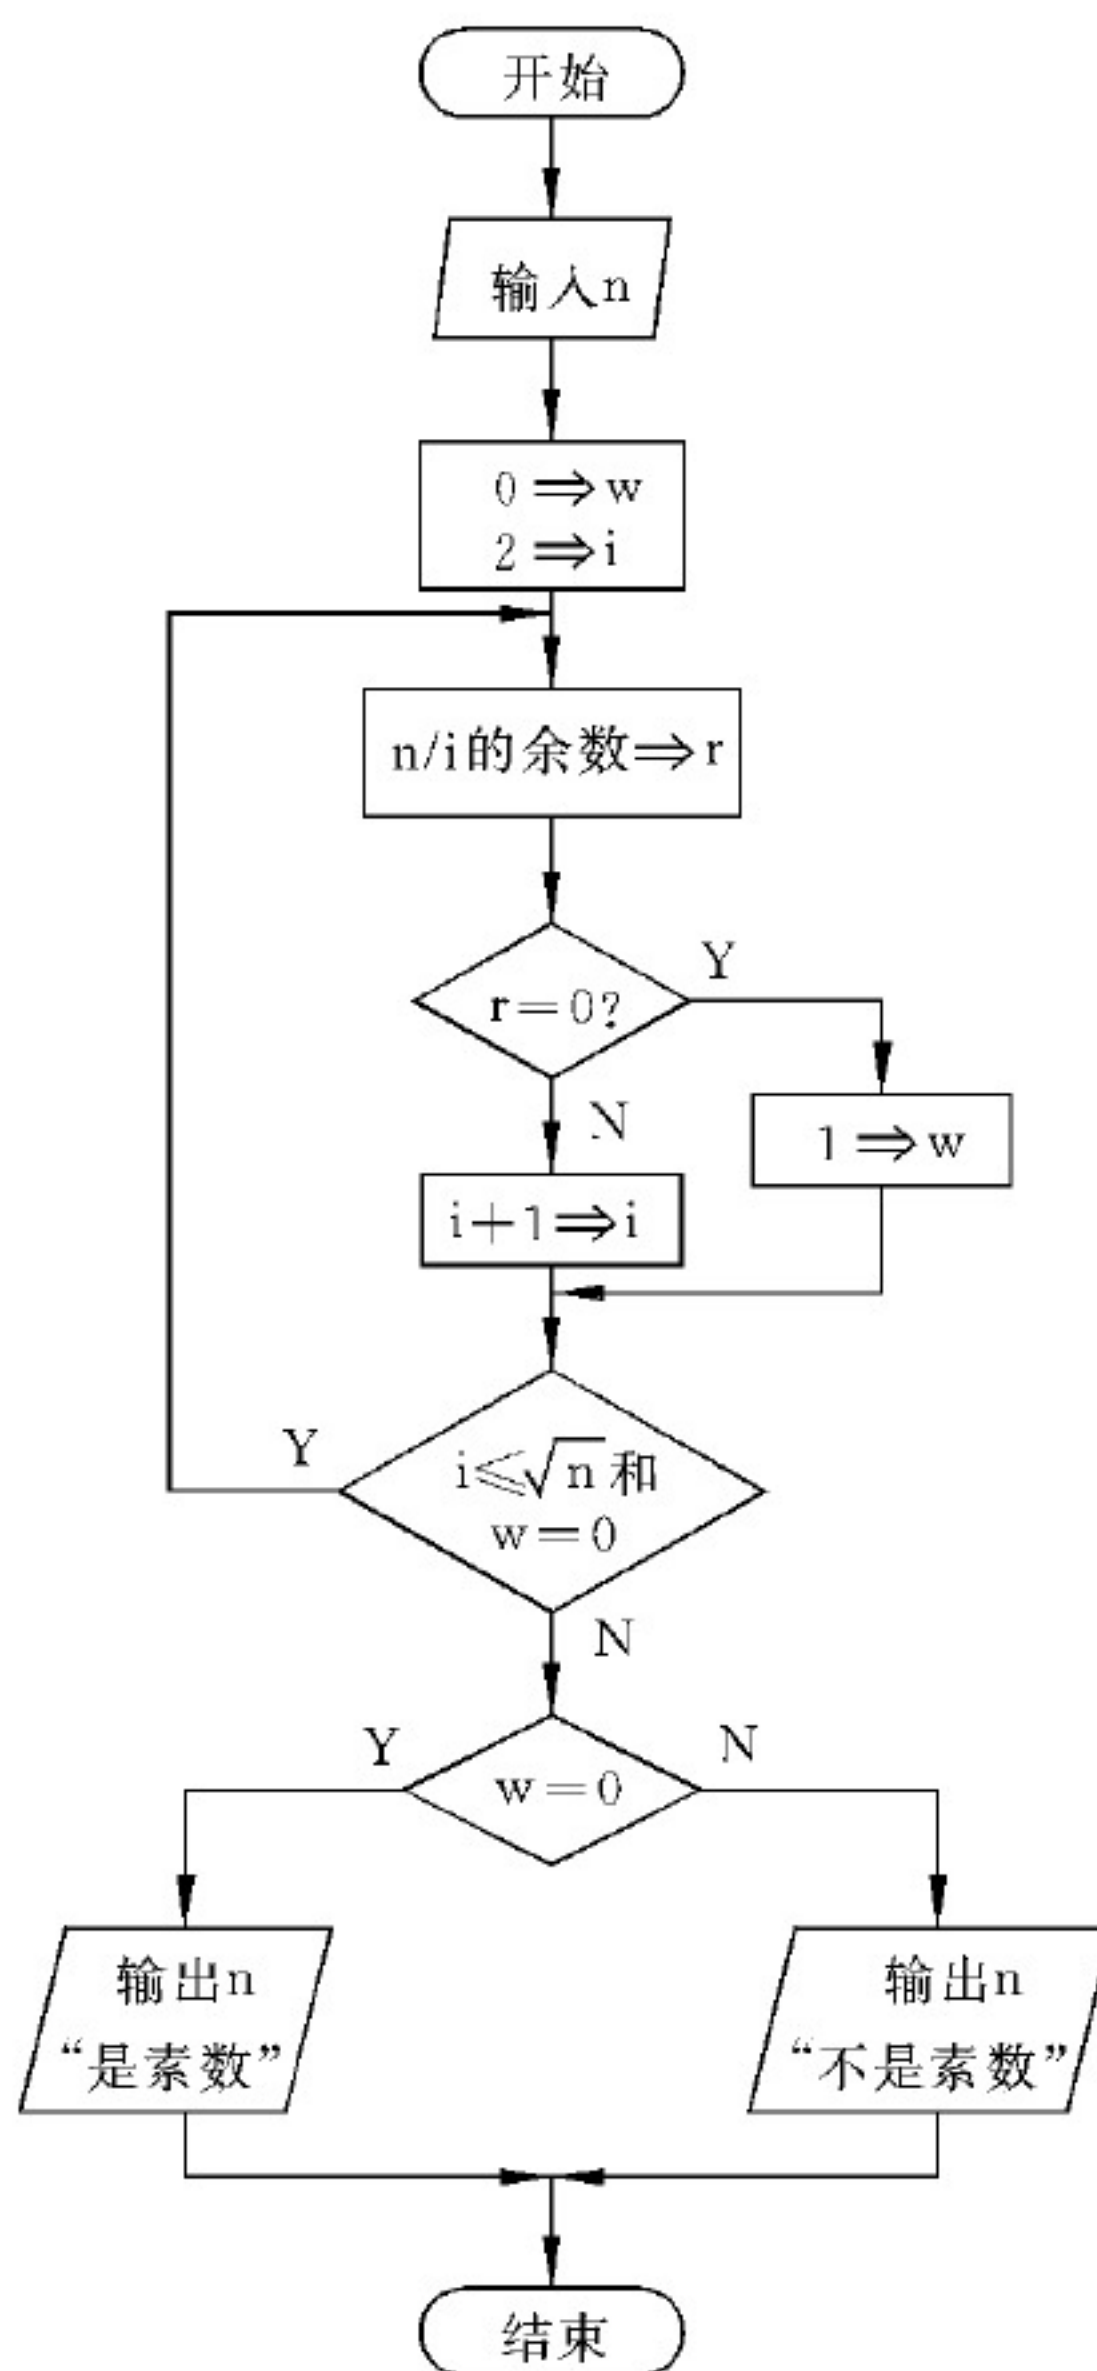 开始
输入n
0⇒w
2⇒i
n/i的余数⇒r
r=0?
Y
N
1⇒w
i+1⇒i
Y
i≤√n和
w=0
N
Y
w=0
N
输出n
“是素数”
输出n
“不是素数”
结束